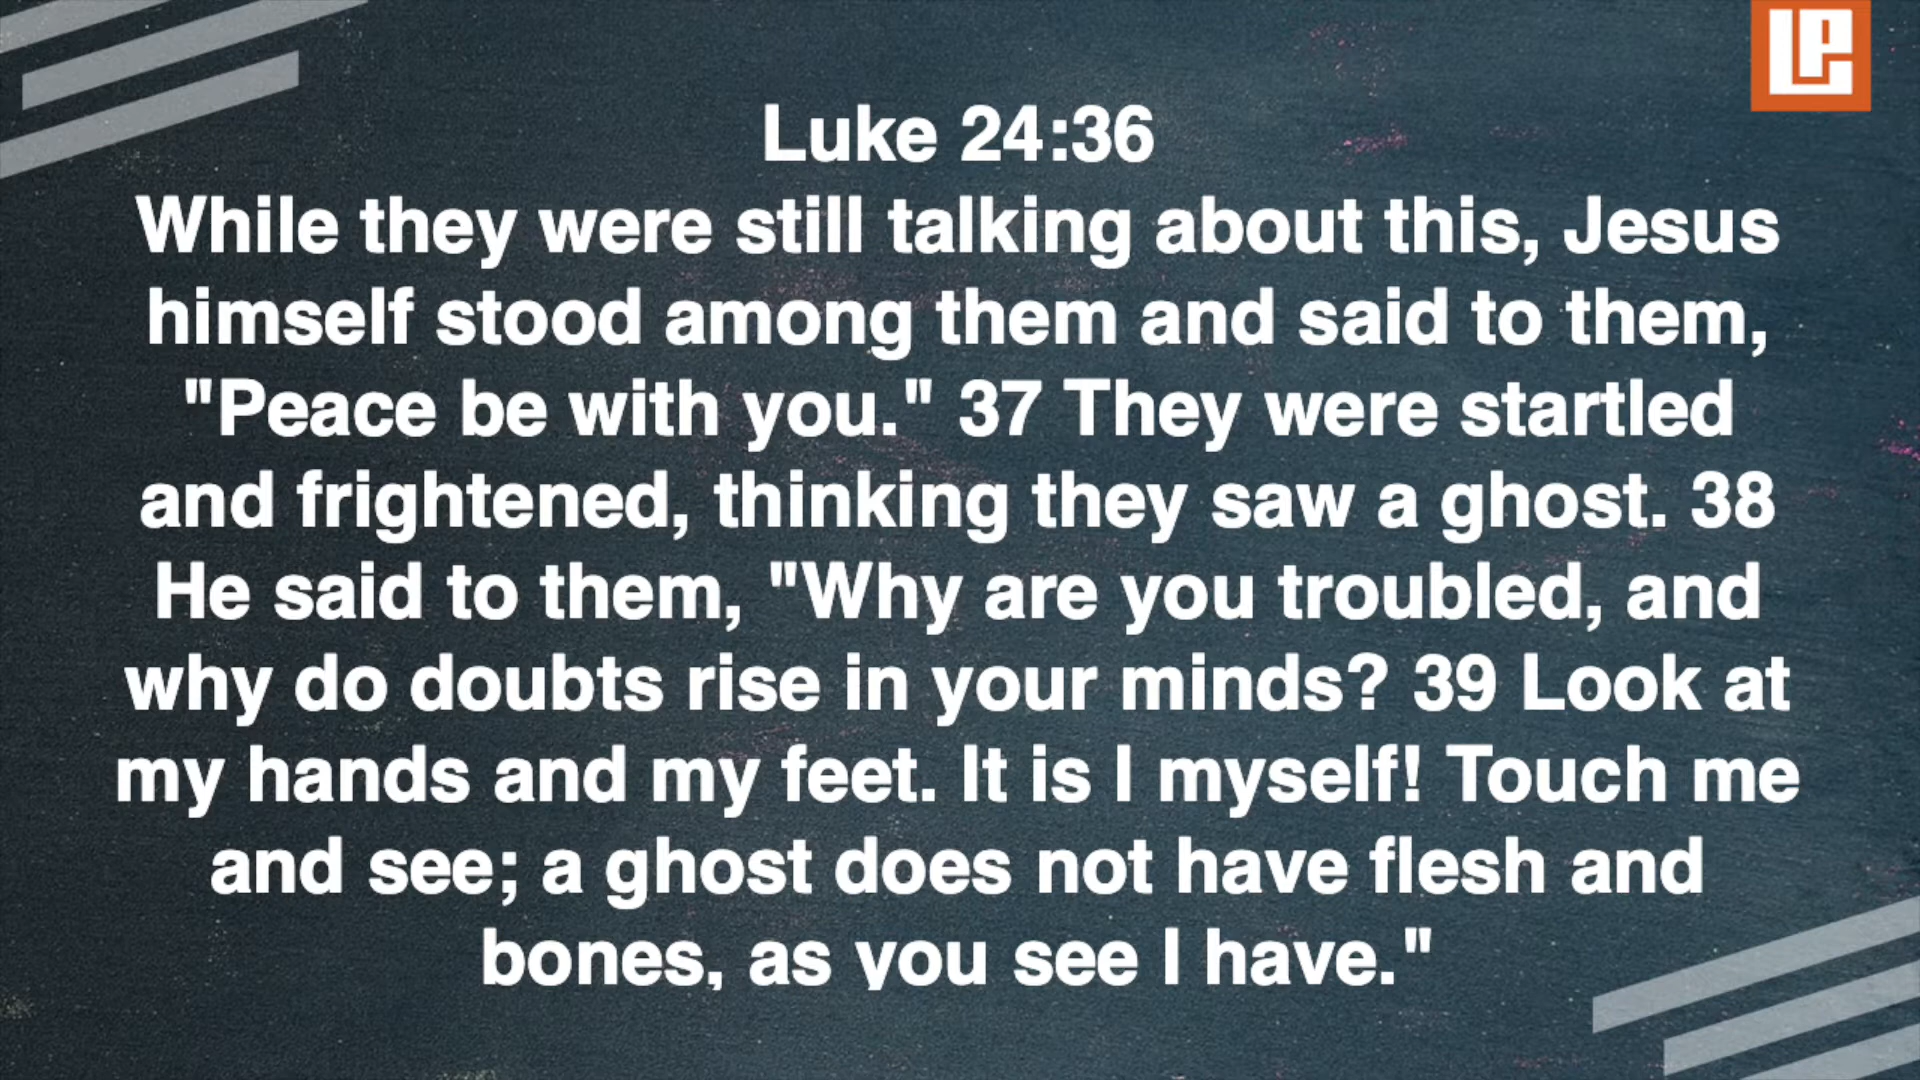 LP
Luke 24:36
While they were still talking about this, Jesus
himself stood among them and said to them,
"Peace be with you." 37 They were startled
and frightened, thinking they saw a ghost. 38
He said to them, "Why are you troubled, and
why do doubts rise in your minds? 39 Look at
my hands and my feet. It is I myself! Touch me
and see; a ghost does not have flesh and
bones, as you see I have."